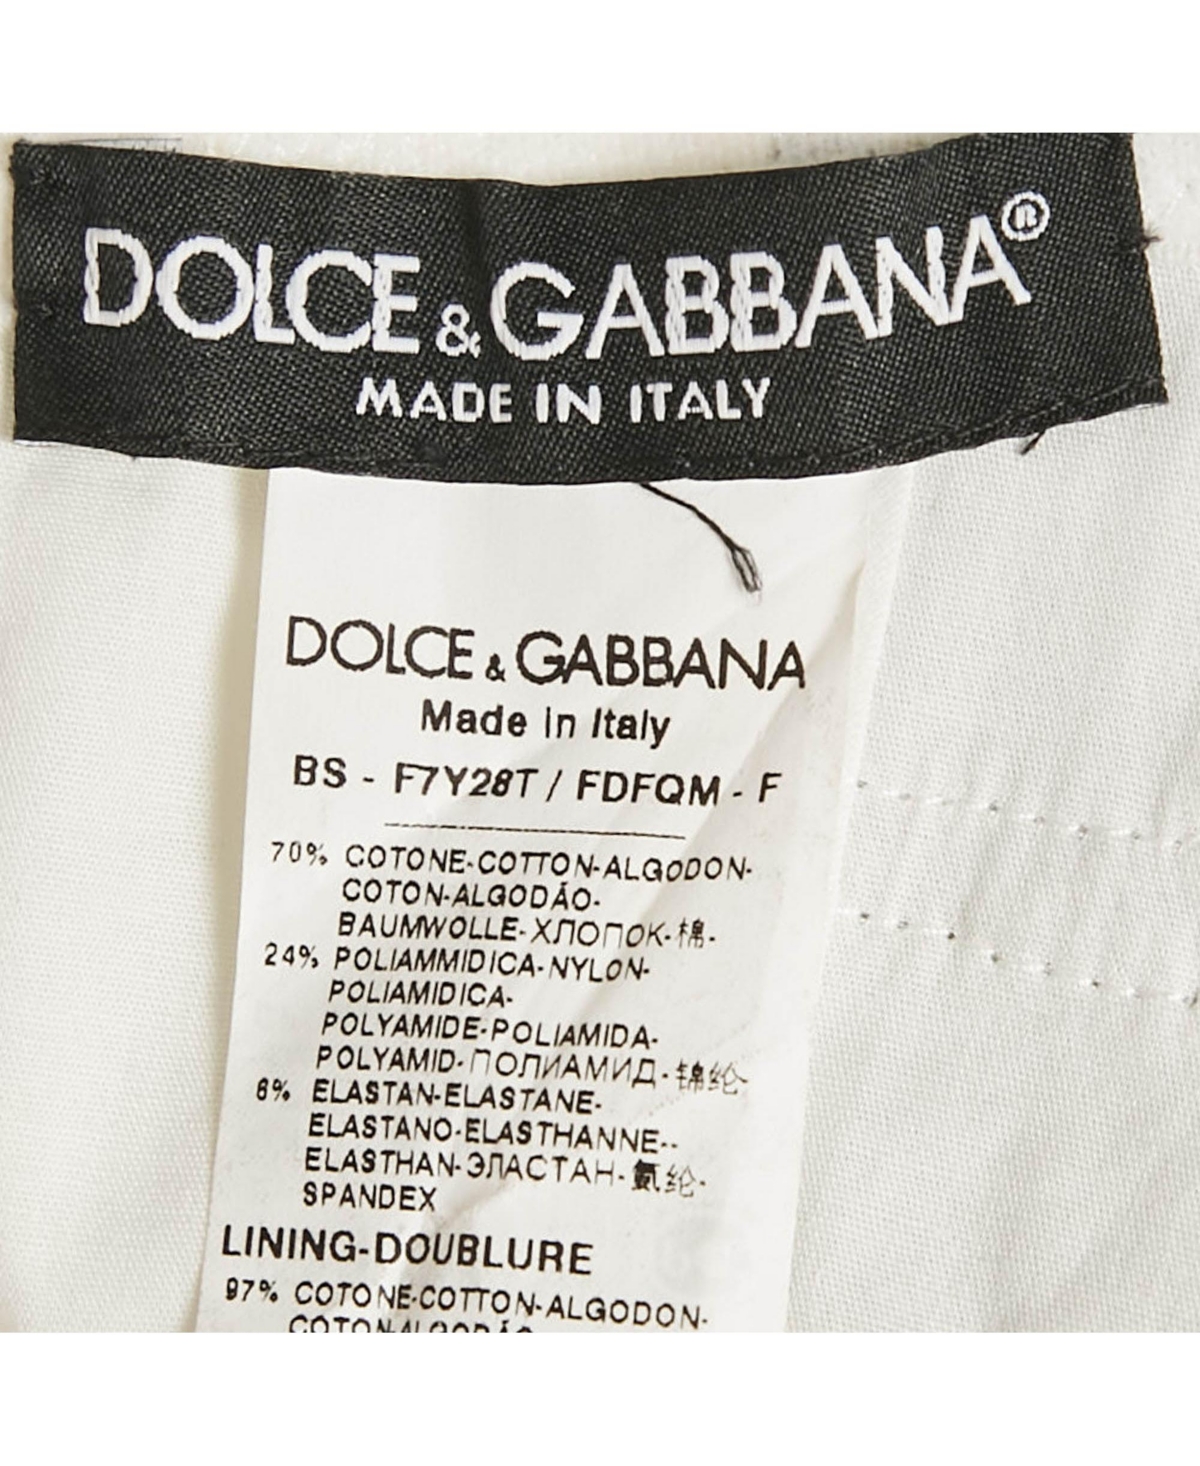 DOLCE & GABBANA®
MADE IN ITALY
DOLCE & GABBANA
Made in Italy
BS - F7Y28T / FDFQM - F
70% COTONE-COTTON-ALGODON-
COTON-ALGODÃO-
BAUMWOLLE-ХЛОПОК-棉-
24% POLIAMMIDICA-NYLON-
POLIAMIDICA-
POLYAMIDE-POLIAMIDA-
POLYAMID-ПОЛИАМИД-锦纶-
6% ELASTAN-ELASTANE-
ELASTANO-ELASTHANNE--
ELASTHAN-ЭЛАСТАН-氨纶-
SPANDEX
LINING-DOUBLURE
97% COTONE-COTTON-ALGODON-
COTON-ALGODÃO-